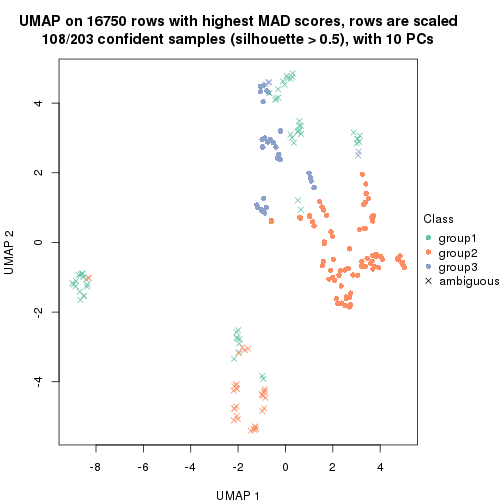 UMAP on 16750 rows with highest MAD scores, rows are scaled
108/203 confident samples (silhouette > 0.5), with 10 PCs
4
2
0
-2
-4
UMAP 2
-8
-6
-4
-2
0
2
4
UMAP 1
Class
group1
group2
group3
ambiguous